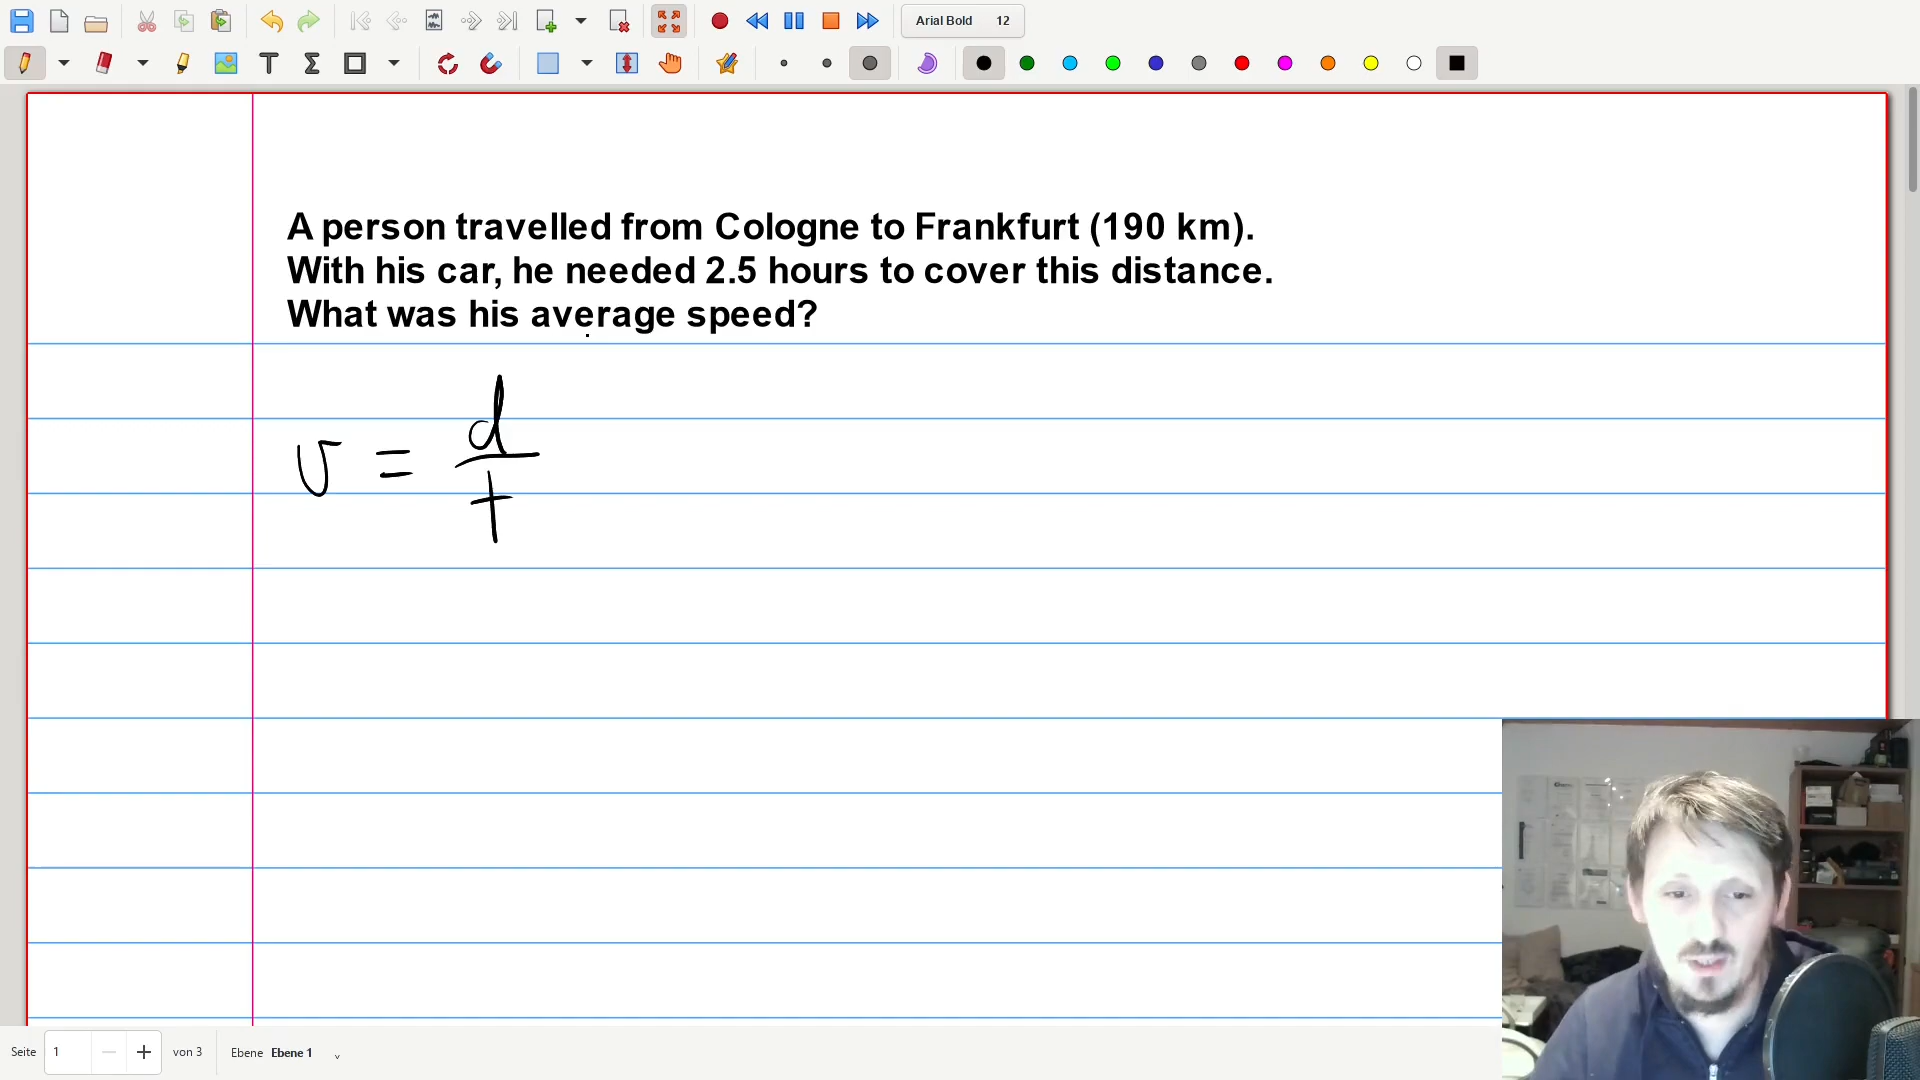 Arial Bold 12
A person travelled from Cologne to Frankfurt (190 km).
With his car, he needed 2.5 hours to cover this distance.
What was his average speed?
v = d/t
Seite 1 von 3 Ebene Ebene 1